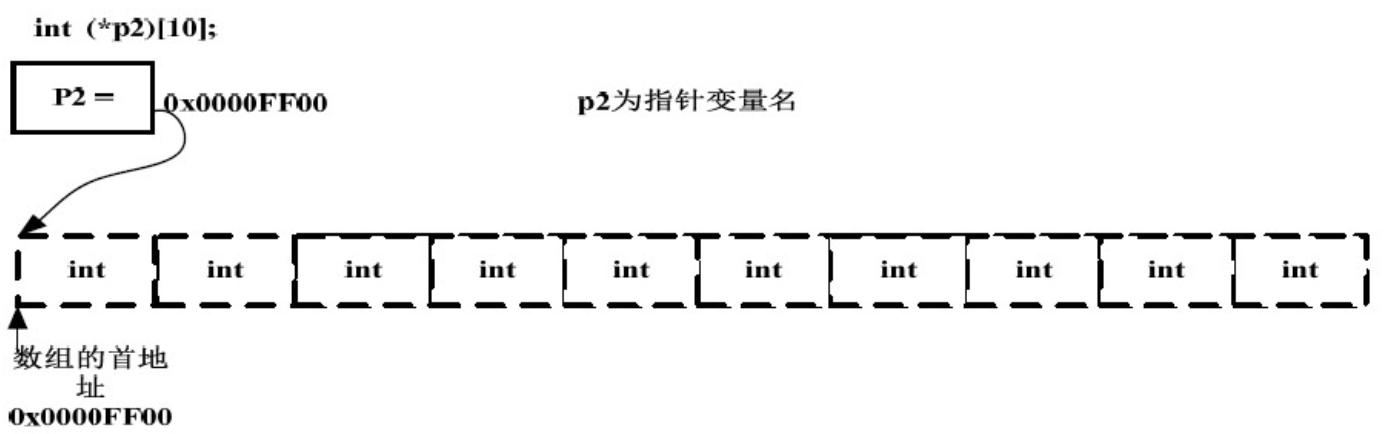 int (*p2)[10];
P2 =
0x0000FF00
p2为指针变量名
int int int int int int int int int int
数组的首地
址
0x0000FF00